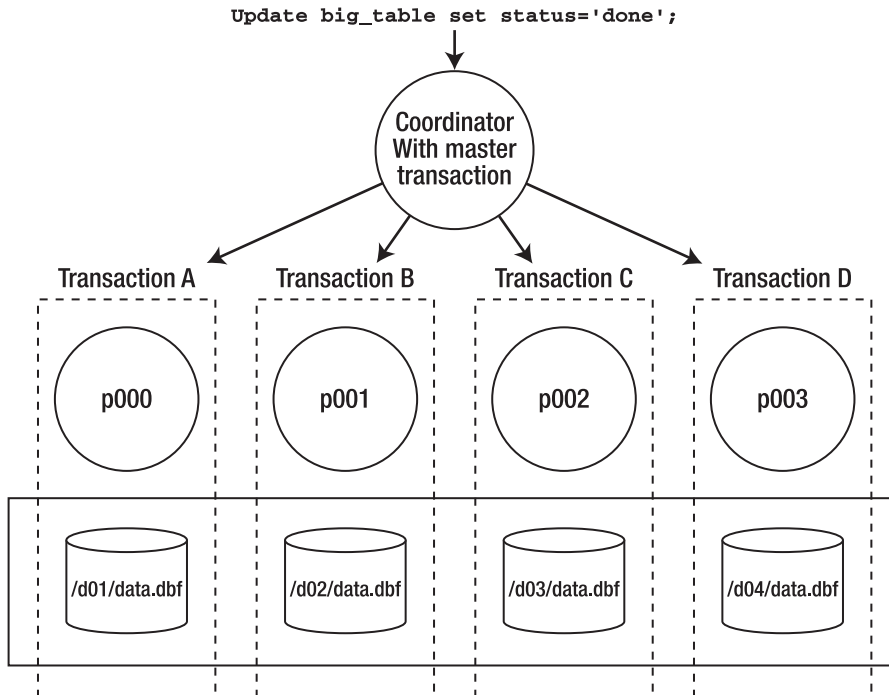 Update big_table set status='done';
Coordinator
With master
transaction
Transaction A
Transaction B
Transaction C
Transaction D
p000
p001
p002
p003
/d01/data.dbf
/d02/data.dbf
/d03/data.dbf
/d04/data.dbf